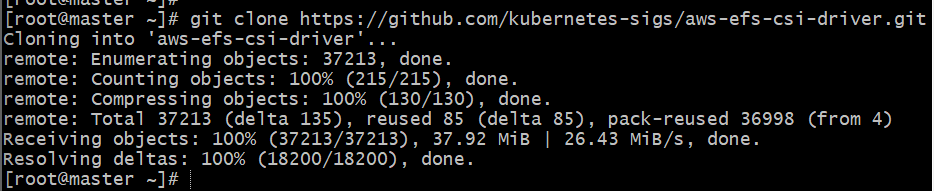 [root@master ~]#
[root@master ~]# git clone https://github.com/kubernetes-sigs/aws-efs-csi-driver.git
Cloning into 'aws-efs-csi-driver'...
remote: Enumerating objects: 37213, done.
remote: Counting objects: 100% (215/215), done.
remote: Compressing objects: 100% (130/130), done.
remote: Total 37213 (delta 135), reused 85 (delta 85), pack-reused 36998 (from 4)
Receiving objects: 100% (37213/37213), 37.92 MiB | 26.43 MiB/s, done.
Resolving deltas: 100% (18200/18200), done.
[root@master ~]#